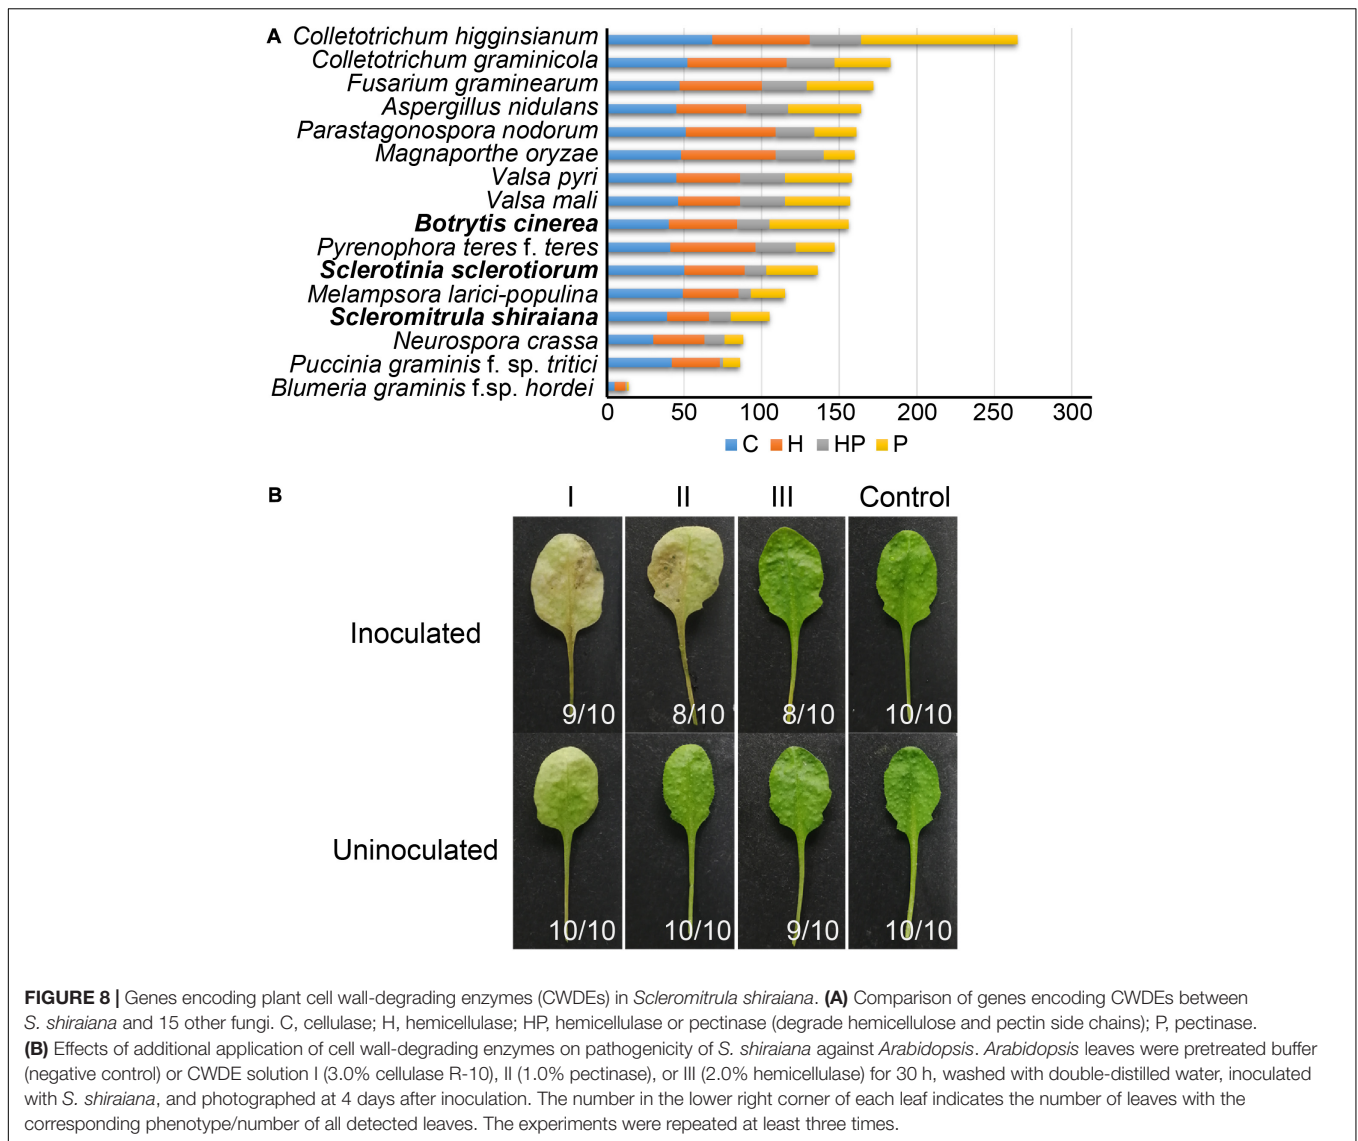 A
Colletotrichum higginsianum
Colletotrichum graminicola
Fusarium graminearum
Aspergillus nidulans
Parastagonospora nodorum
Magnaporthe oryzae
Valsa pyri
Valsa mali
Botrytis cinerea
Pyrenophora teres f. teres
Sclerotinia sclerotiorum
Melampsora larici-populina
Scleromitrula shiraiana
Neurospora crassa
Puccinia graminis f. sp. tritici
Blumeria graminis f.sp. hordei
0 50 100 150 200 250 300
C H HP P
B
I II III Control
Inoculated
9/10 8/10 8/10 10/10
Uninoculated
10/10 10/10 9/10 10/10
FIGURE 8 | Genes encoding plant cell wall-degrading enzymes (CWDEs) in Scleromitrula shiraiana. (A) Comparison of genes encoding CWDEs between
S. shiraiana and 15 other fungi. C, cellulase; H, hemicellulase; HP, hemicellulase or pectinase (degrade hemicellulose and pectin side chains); P, pectinase.
(B) Effects of additional application of cell wall-degrading enzymes on pathogenicity of S. shiraiana against Arabidopsis. Arabidopsis leaves were pretreated buffer
(negative control) or CWDE solution I (3.0% cellulase R-10), II (1.0% pectinase), or III (2.0% hemicellulase) for 30 h, washed with double-distilled water, inoculated
with S. shiraiana, and photographed at 4 days after inoculation. The number in the lower right corner of each leaf indicates the number of leaves with the
corresponding phenotype/number of all detected leaves. The experiments were repeated at least three times.